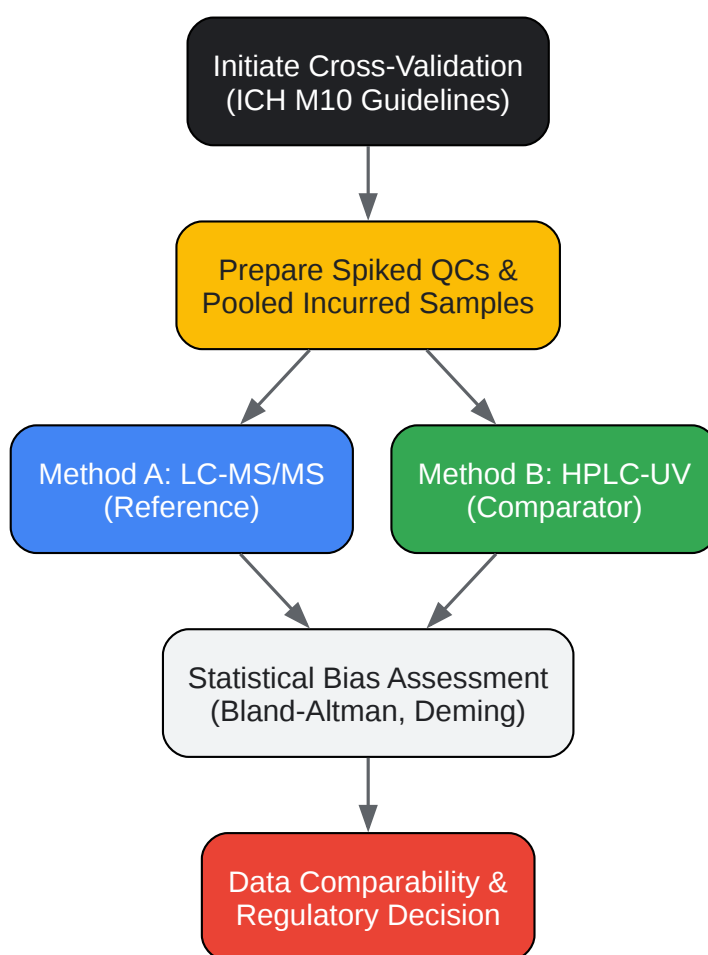 Initiate Cross-Validation
(ICH M10 Guidelines)
Prepare Spiked QCs &
Pooled Incurred Samples
Method A: LC-MS/MS
(Reference)
Method B: HPLC-UV
(Comparator)
Statistical Bias Assessment
(Bland-Altman, Deming)
Data Comparability &
Regulatory Decision